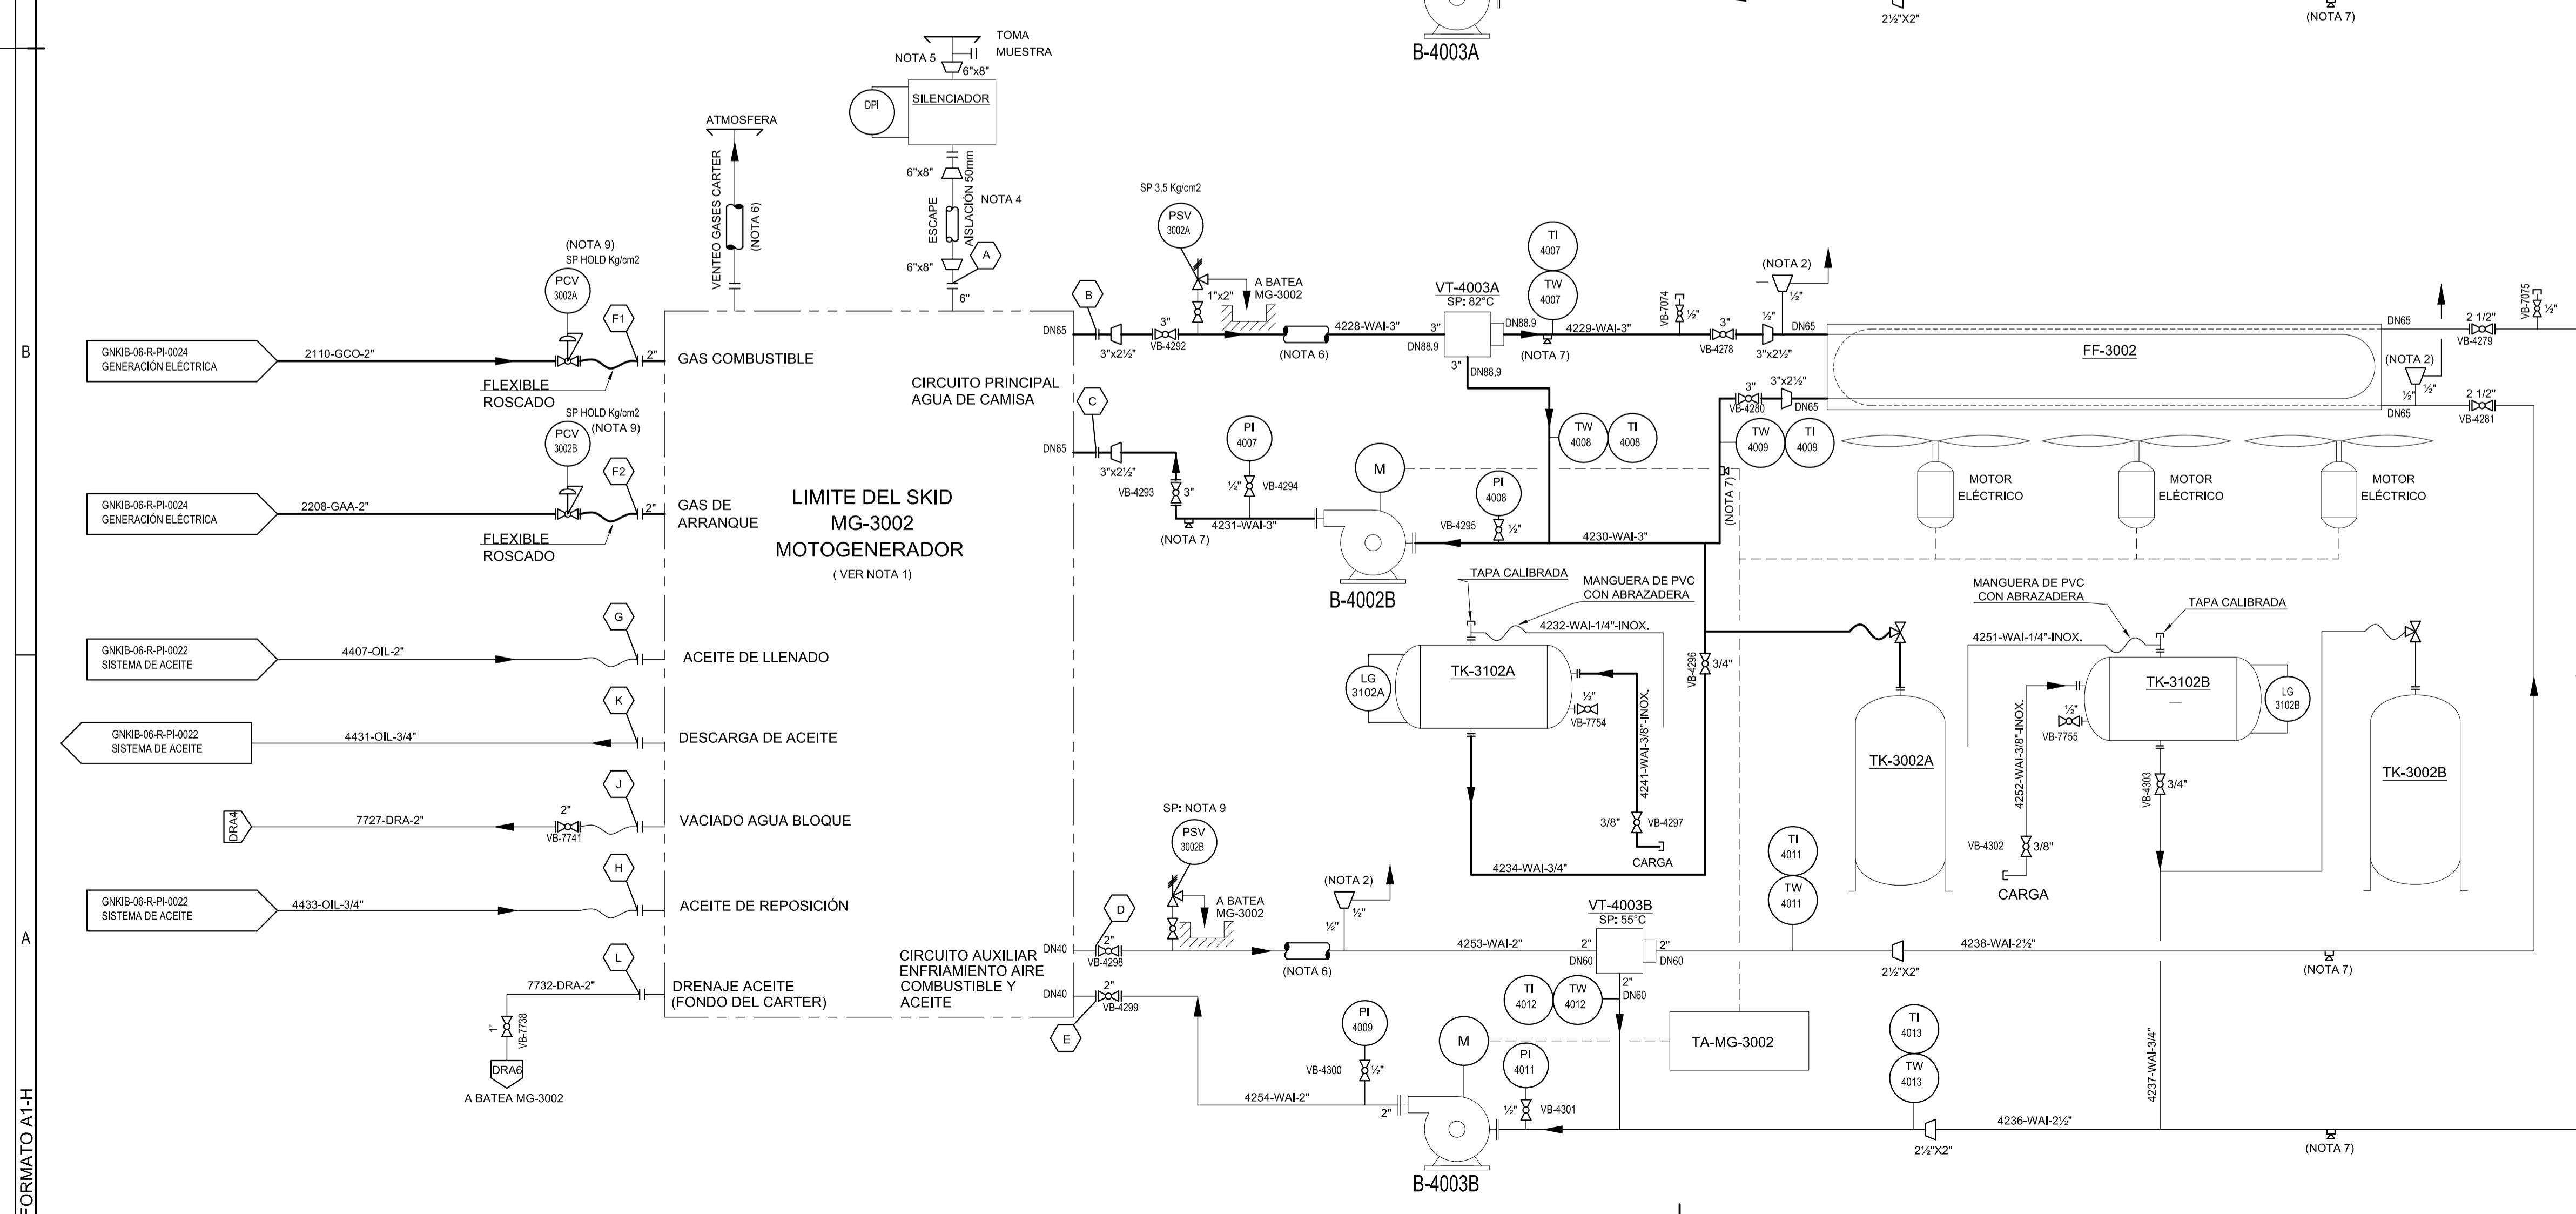 B-4003A
2½"X2"
(NOTA 7)
TOMA
MUESTRA
NOTA 5
6"x8"
DPI
SILENCIADOR
ATMOSFERA
VENTEO GASES CARTER
(NOTA 6)
6"x8"
ESCAPE
AISLACIÓN 50mm
NOTA 4
6"x8"
A
6"
B
A
FORMATO A1-H
(NOTA 9)
SP HOLD Kg/cm2
PCV
3002A
F1
GNKIB-06-R-PI-0024
GENERACIÓN ELÉCTRICA
2110-GCO-2"
2"
GAS COMBUSTIBLE
FLEXIBLE
ROSCADO
SP HOLD Kg/cm2
(NOTA 9)
PCV
3002B
F2
GNKIB-06-R-PI-0024
GENERACIÓN ELÉCTRICA
2208-GAA-2"
2"
GAS DE
ARRANQUE
FLEXIBLE
ROSCADO
LIMITE DEL SKID
MG-3002
MOTOGENERADOR
( VER NOTA 1)
G
GNKIB-06-R-PI-0022
SISTEMA DE ACEITE
4407-OIL-2"
ACEITE DE LLENADO
K
GNKIB-06-R-PI-0022
SISTEMA DE ACEITE
4431-OIL-3/4"
DESCARGA DE ACEITE
J
DRA4
7727-DRA-2"
2"
VB-7741
VACIADO AGUA BLOQUE
H
GNKIB-06-R-PI-0022
SISTEMA DE ACEITE
4433-OIL-3/4"
ACEITE DE REPOSICIÓN
L
7732-DRA-2"
DRENAJE ACEITE
(FONDO DEL CARTER)
1"
VB-7738
DRA6
A BATEA MG-3002
CIRCUITO PRINCIPAL
AGUA DE CAMISA
DN65
B
3"x2½"
3"
VB-4292
SP 3,5 Kg/cm2
PSV
3002A
1"x2"
A BATEA
MG-3002
(NOTA 6)
4228-WAI-3"
VT-4003A
SP: 82°C
3"
DN88.9
3"
DN88.9
DN88.9
TI
4007
TW
4007
(NOTA 7)
4229-WAI-3"
VB-7074
½"
3"
VB-4278
(NOTA 2)
½"
½"
3"x2½"
DN65
FF-3002
DN65
2 1/2"
VB-4279
VB-7075
½"
(NOTA 2)
½"
½"
DN65
2 1/2"
VB-4281
3"
VB-4280
3"x2½"
DN65
TW
4009
TI
4009
TW
4008
TI
4008
C
DN65
3"x2½"
VB-4293
3"
PI
4007
½"
VB-4294
4231-WAI-3"
(NOTA 7)
M
B-4002B
PI
4008
VB-4295
½"
4230-WAI-3"
(NOTA 7)
MOTOR
ELÉCTRICO
MOTOR
ELÉCTRICO
MOTOR
ELÉCTRICO
TAPA CALIBRADA
MANGUERA DE PVC
CON ABRAZADERA
4232-WAI-1/4"-INOX.
LG
3102A
TK-3102A
½"
VB-7754
4241-WAI-3/8"-INOX.
VB-4296
3/4"
3/8"
VB-4297
CARGA
4234-WAI-3/4"
TK-3002A
MANGUERA DE PVC
CON ABRAZADERA
TAPA CALIBRADA
4251-WAI-1/4"-INOX.
TK-3102B
LG
3102B
½"
VB-7755
4252-WAI-3/8"-INOX.
VB-4302
3/8"
CARGA
VB-4303
3/4"
TK-3002B
4237-WAI-3/4"
CIRCUITO AUXILIAR
ENFRIAMIENTO AIRE
COMBUSTIBLE Y
ACEITE
DN40
D
2"
VB-4298
SP: NOTA 9
PSV
3002B
A BATEA
MG-3002
(NOTA 6)
(NOTA 2)
½"
½"
4253-WAI-2"
VT-4003B
SP: 55°C
2"
DN60
2"
DN60
2"
DN60
TI
4012
TW
4012
TI
4011
TW
4011
2½"X2"
4238-WAI-2½"
(NOTA 7)
DN40
2"
VB-4299
E
4254-WAI-2"
PI
4009
VB-4300
½"
2"
M
B-4003B
PI
4011
½"
VB-4301
TA-MG-3002
TI
4013
TW
4013
2½"X2"
4236-WAI-2½"
(NOTA 7)